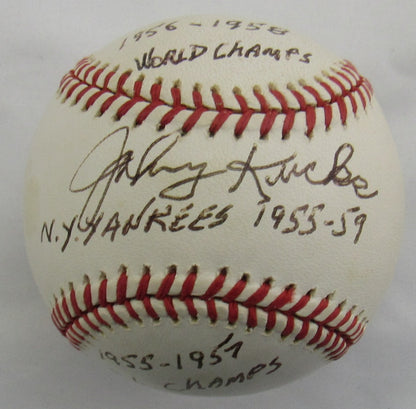 1956-1958
WORLD CHAMPS
Johnny Kucks
N.Y. YANKEES 1955-59
1955-1957
CHAMPS